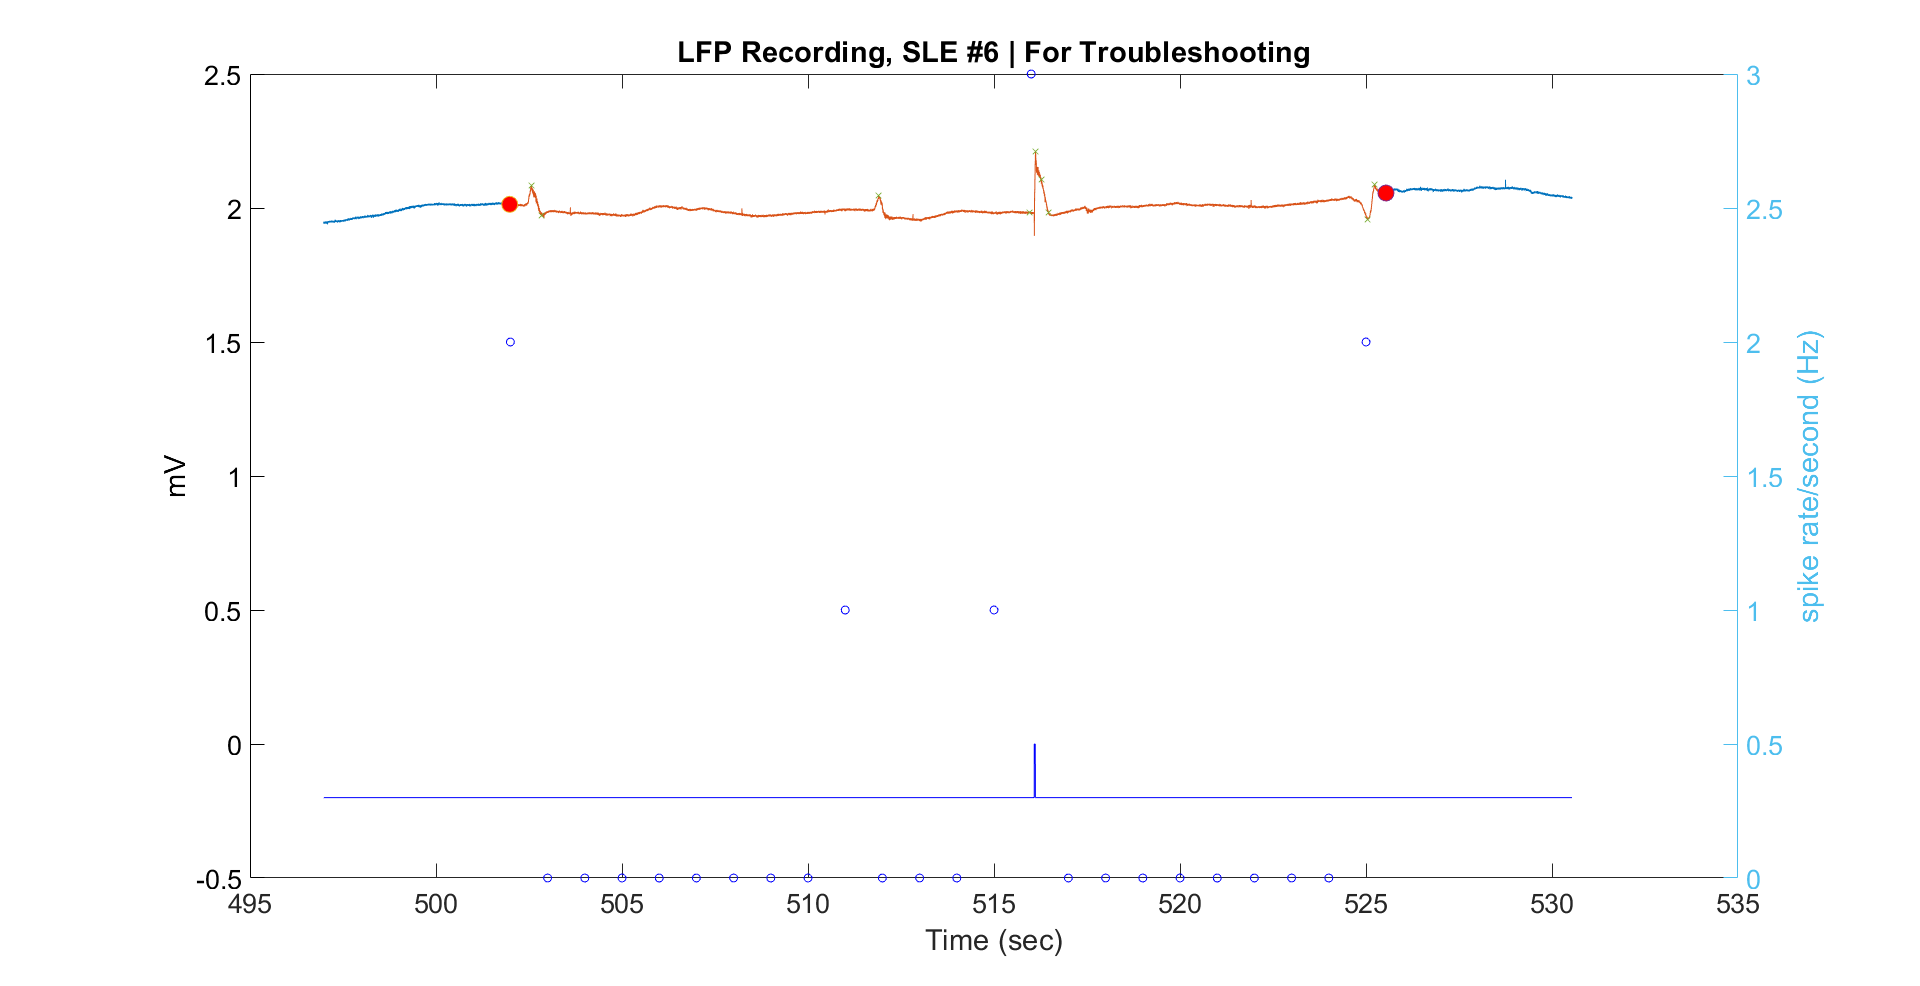 LFP Recording, SLE #6 | For Troubleshooting
2.5
2
1.5
1
0.5
0
-0.5
mV
3
2.5
2
1.5
1
0.5
0
spike rate/second (Hz)
495 500 505 510 515 520 525 530 535
Time (sec)